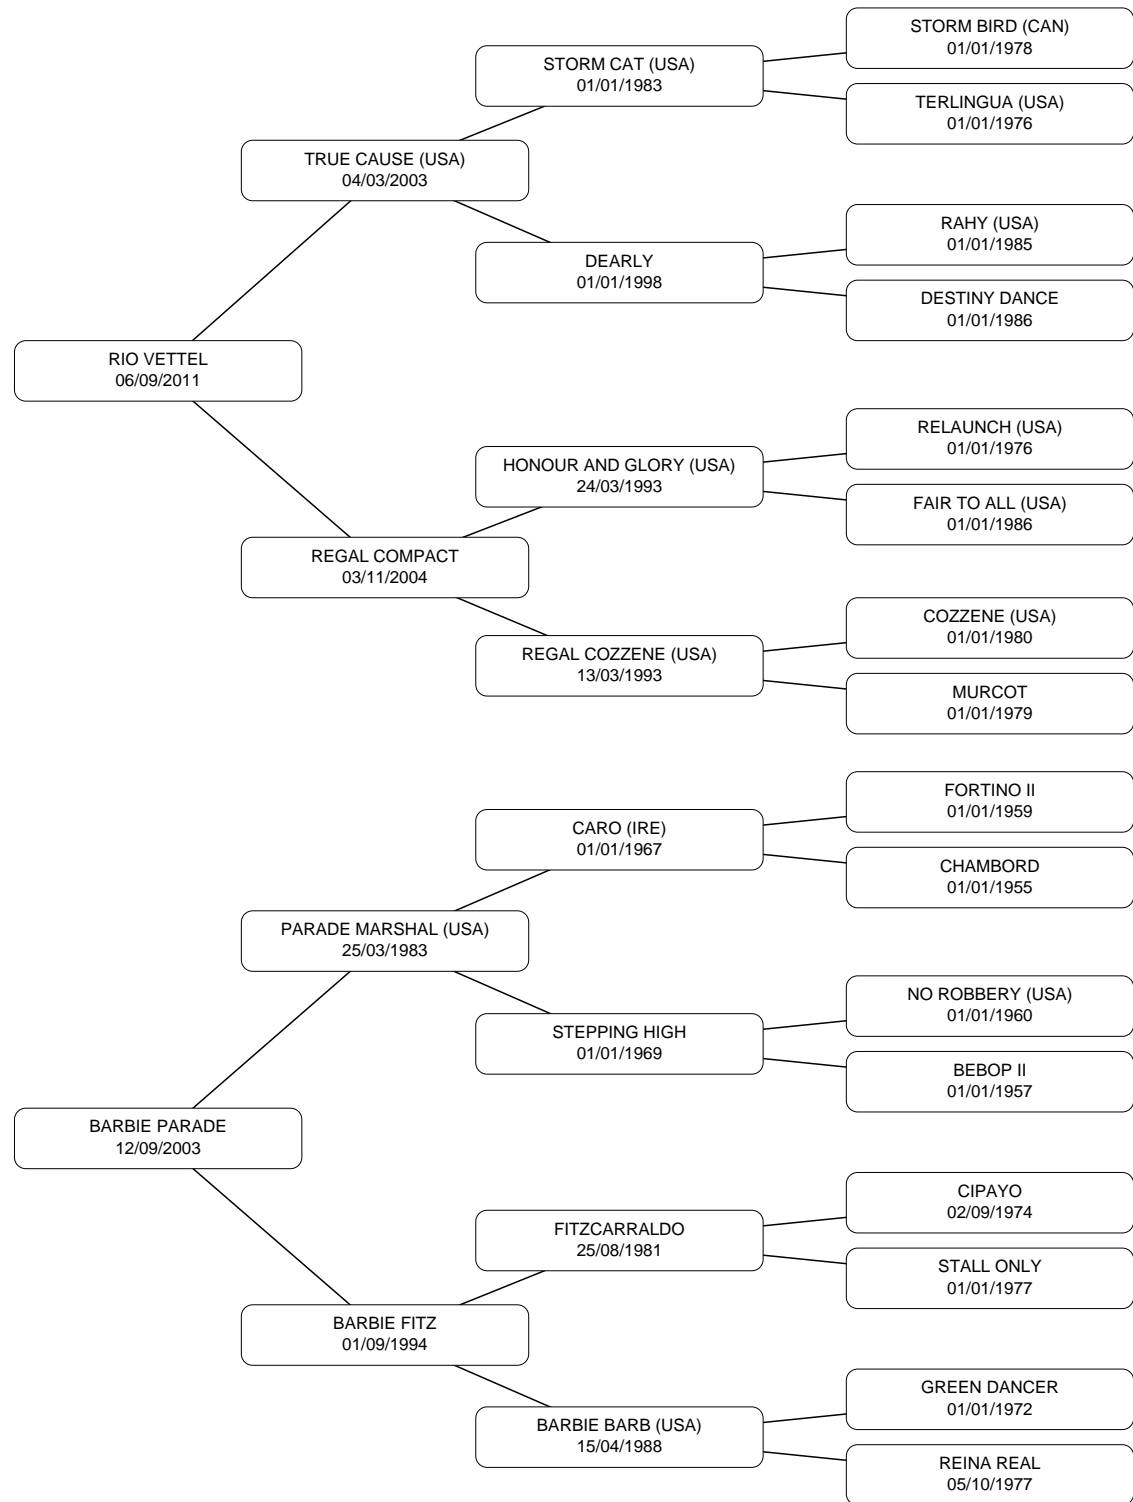 STORM BIRD (CAN)
01/01/1978
STORM CAT (USA)
01/01/1983
TERLINGUA (USA)
01/01/1976
TRUE CAUSE (USA)
04/03/2003
RAHY (USA)
01/01/1985
DEARLY
01/01/1998
DESTINY DANCE
01/01/1986
RIO VETTEL
06/09/2011
RELAUNCH (USA)
01/01/1976
HONOUR AND GLORY (USA)
24/03/1993
FAIR TO ALL (USA)
01/01/1986
REGAL COMPACT
03/11/2004
COZZENE (USA)
01/01/1980
REGAL COZZENE (USA)
13/03/1993
MURCOT
01/01/1979
FORTINO II
01/01/1959
CARO (IRE)
01/01/1967
CHAMBORD
01/01/1955
PARADE MARSHAL (USA)
25/03/1983
NO ROBBERY (USA)
01/01/1960
STEPPING HIGH
01/01/1969
BEBOP II
01/01/1957
BARBIE PARADE
12/09/2003
CIPAYO
02/09/1974
FITZCARRALDO
25/08/1981
STALL ONLY
01/01/1977
BARBIE FITZ
01/09/1994
GREEN DANCER
01/01/1972
BARBIE BARB (USA)
15/04/1988
REINA REAL
05/10/1977